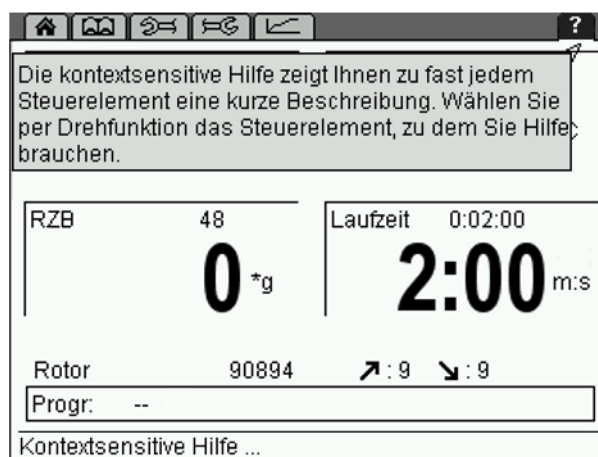 ?
Die kontextsensitive Hilfe zeigt Ihnen zu fast jedem
Steuerelement eine kurze Beschreibung. Wählen Sie
per Drehfunktion das Steuerelement, zu dem Sie Hilfe
brauchen.
RZB 48
0 *g
Laufzeit 0:02:00
2:00 m:s
Rotor 90894 ↗ : 9 ↘ : 9
Progr: --
Kontextsensitive Hilfe ...